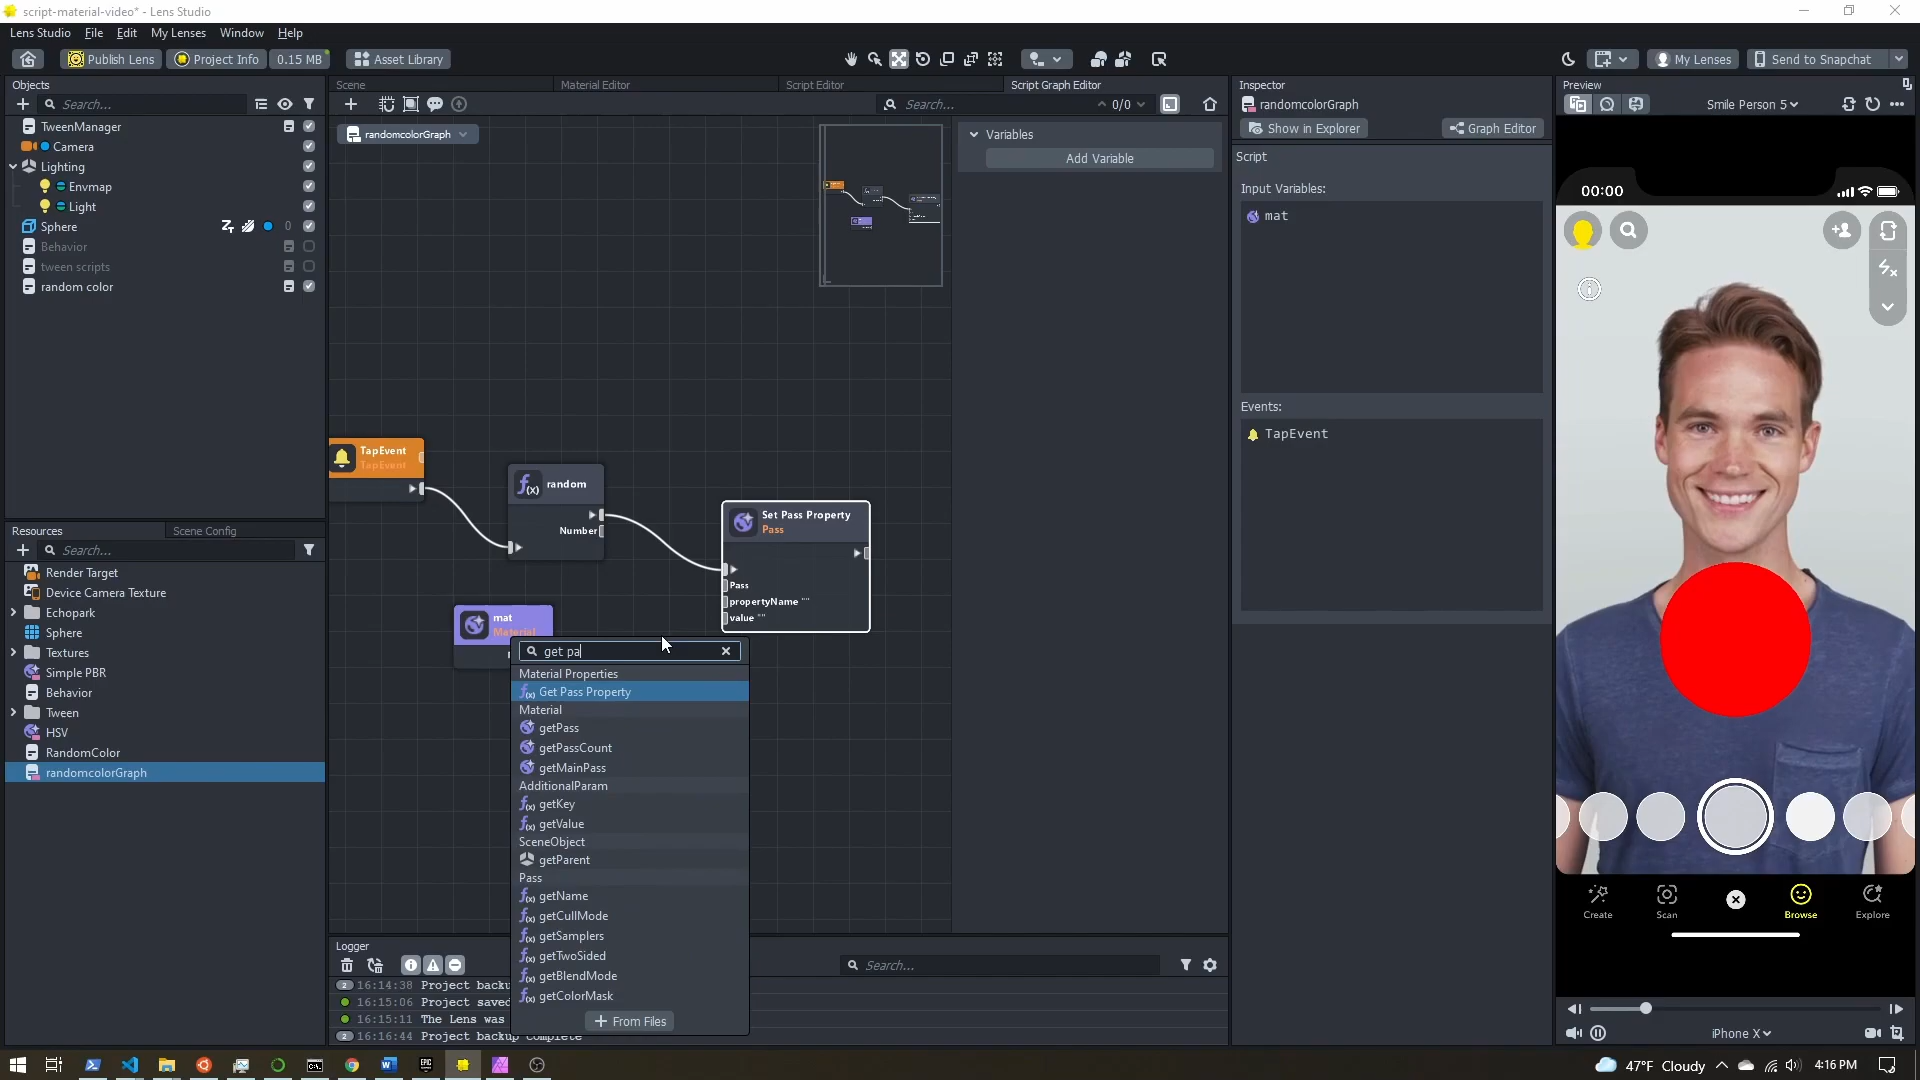 script-material-video* - Lens Studio
Lens Studio File Edit My Lenses Window Help
Publish Lens Project Info 0.15 MB Asset Library My Lenses Send to Snapchat
Objects
Search...
TweenManager
Camera
Lighting
Envmap
Light
Sphere 0
Behavior
tween scripts
random color
Resources Scene Config
Search...
Render Target
Device Camera Texture
Echopark
Sphere
Textures
Simple PBR
Behavior
Tween
HSV
RandomColor
randomcolorGraph
Scene Material Editor Script Editor Script Graph Editor
Search... 0/0
randomcolorGraph
TapEvent
TapEvent
f(x) random
Number
Set Pass Property
Pass
Pass
propertyName ""
value ""
mat
Material
get pa
Material Properties
f(x) Get Pass Property
Material
getPass
getPassCount
getMainPass
AdditionalParam
f(x) getKey
f(x) getValue
SceneObject
getParent
Pass
f(x) getName
f(x) getCullMode
f(x) getSamplers
f(x) getTwoSided
f(x) getBlendMode
f(x) getColorMask
+ From Files
Variables
Add Variable
Logger
Search...
2 16:14:38 Project backu
16:15:06 Project saved
16:15:11 The Lens was
2 16:16:44 Project backup complete
Inspector
randomcolorGraph
Show in Explorer Graph Editor
Script
Input Variables:
mat
Events:
TapEvent
Preview
Smile Person 5
00:00
Create Scan Browse Explore
iPhone X
47°F Cloudy 4:16 PM